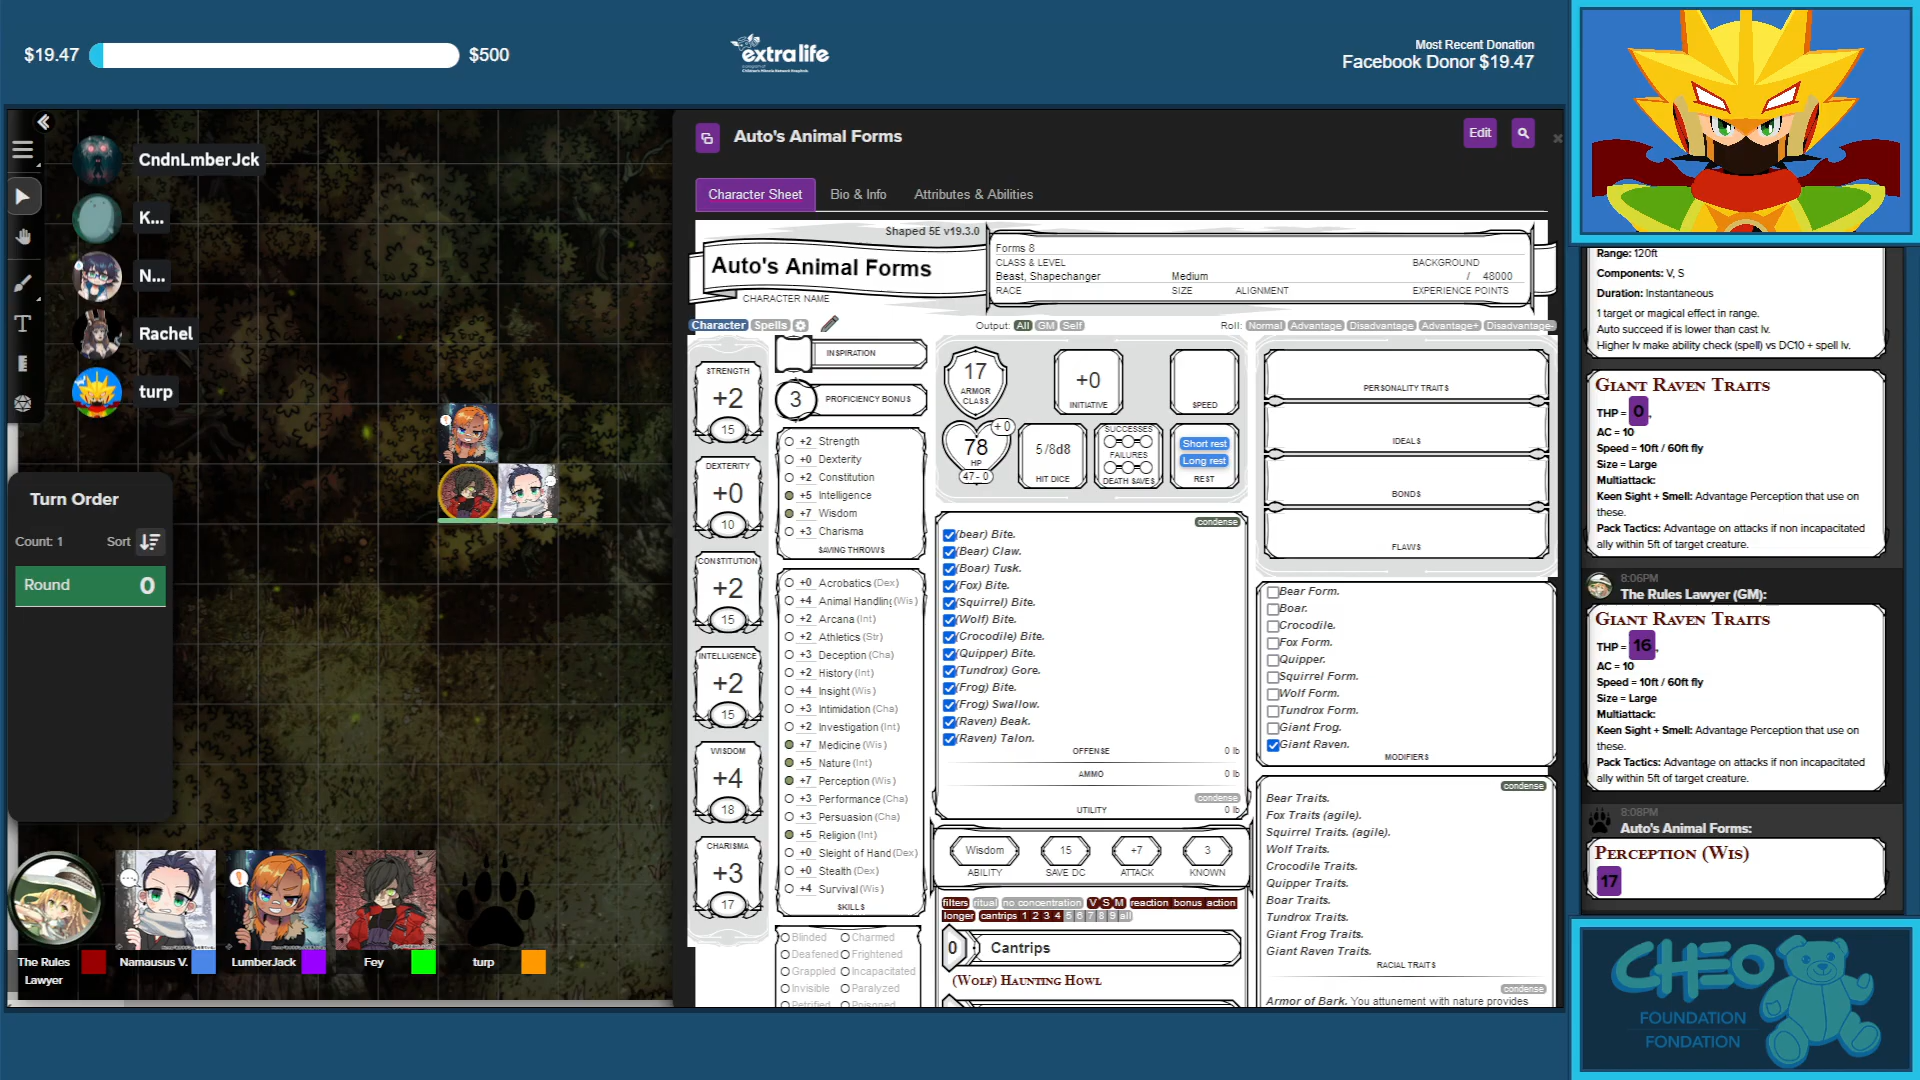 $19.47
$500
extralife
Most Recent Donation
Facebook Donor $19.47
CndnLmberJck
K...
N...
Rachel
turp
Turn Order
Count: 1 Sort
Round 0
The Rules Lawyer
Namausus V.
LumberJack
Fey
turp
Auto's Animal Forms
Edit
Character Sheet Bio & Info Attributes & Abilities
Shaped 5E v19.3.0
Auto's Animal Forms
CHARACTER NAME
Forms 8
CLASS & LEVEL BACKGROUND
Beast, Shapechanger Medium / 48000
RACE SIZE ALIGNMENT EXPERIENCE POINTS
Character Spells
Output: All GM Self
Roll: Normal Advantage Disadvantage Advantage+ Disadvantage-
STRENGTH
+2
15
DEXTERITY
+0
10
CONSTITUTION
+2
15
INTELLIGENCE
+2
15
WISDOM
+4
18
CHARISMA
+3
17
INSPIRATION
3 PROFICIENCY BONUS
+2 Strength
+0 Dexterity
+2 Constitution
+5 Intelligence
+7 Wisdom
+3 Charisma
SAVING THROWS
+0 Acrobatics (Dex)
+4 Animal Handling (Wis)
+2 Arcana (Int)
+2 Athletics (Str)
+3 Deception (Cha)
+2 History (Int)
+4 Insight (Wis)
+3 Intimidation (Cha)
+2 Investigation (Int)
+7 Medicine (Wis)
+5 Nature (Int)
+7 Perception (Wis)
+3 Performance (Cha)
+3 Persuasion (Cha)
+5 Religion (Int)
+0 Sleight of Hand (Dex)
+0 Stealth (Dex)
+4 Survival (Wis)
SKILLS
Blinded Charmed
Deafened Frightened
Grappled Incapacitated
Invisible Paralyzed
Petrified Poisoned
17
ARMOR CLASS
+0
INITIATIVE
SPEED
+0
78
HP
47 - 0
5 /8d8
HIT DICE
SUCCESSES
FAILURES
DEATH SAVES
Short rest
Long rest
REST
condense
(bear) Bite.
(Bear) Claw.
(Boar) Tusk.
(Fox) Bite.
(Squirrel) Bite.
(Wolf) Bite.
(Crocodile) Bite.
(Quipper) Bite.
(Tundrox) Gore.
(Frog) Bite.
(Frog) Swallow.
(Raven) Beak.
(Raven) Talon.
OFFENSE 0 lb
AMMO 0 lb
condense
UTILITY 0 lb
Wisdom 15 +7 3
ABILITY SAVE DC ATTACK KNOWN
filters ritual no concentration V S M reaction bonus action
longer cantrips 1 2 3 4 5 6 7 8 9 all
0 Cantrips
(Wolf) Haunting Howl
PERSONALITY TRAITS
IDEALS
BONDS
FLAWS
Bear Form.
Boar.
Crocodile.
Fox Form.
Quipper.
Squirrel Form.
Wolf Form.
Tundrox Form.
Giant Frog.
Giant Raven.
MODIFIERS
condense
Bear Traits.
Fox Traits (agile).
Squirrel Traits. (agile).
Wolf Traits.
Crocodile Traits.
Quipper Traits.
Boar Traits.
Tundrox Traits.
Giant Frog Traits.
Giant Raven Traits.
RACIAL TRAITS
condense
Armor of Bark. You attunement with nature provides
Range: 120ft
Components: V, S
Duration: Instantaneous
1 target or magical effect in range.
Auto succeed if is lower than cast lv.
Higher lv make ability check (spell) vs DC10 + spell lv.
Giant Raven Traits
THP = 0.
AC = 10
Speed = 10ft / 60ft fly
Size = Large
Multiattack:
Keen Sight + Smell: Advantage Perception that use on
these.
Pack Tactics: Advantage on attacks if non incapacitated
ally within 5ft of target creature.
8:06PM
The Rules Lawyer (GM):
Giant Raven Traits
THP = 16.
AC = 10
Speed = 10ft / 60ft fly
Size = Large
Multiattack:
Keen Sight + Smell: Advantage Perception that use on
these.
Pack Tactics: Advantage on attacks if non incapacitated
ally within 5ft of target creature.
8:08PM
Auto's Animal Forms:
Perception (Wis)
17
CHEO
FOUNDATION
FONDATION